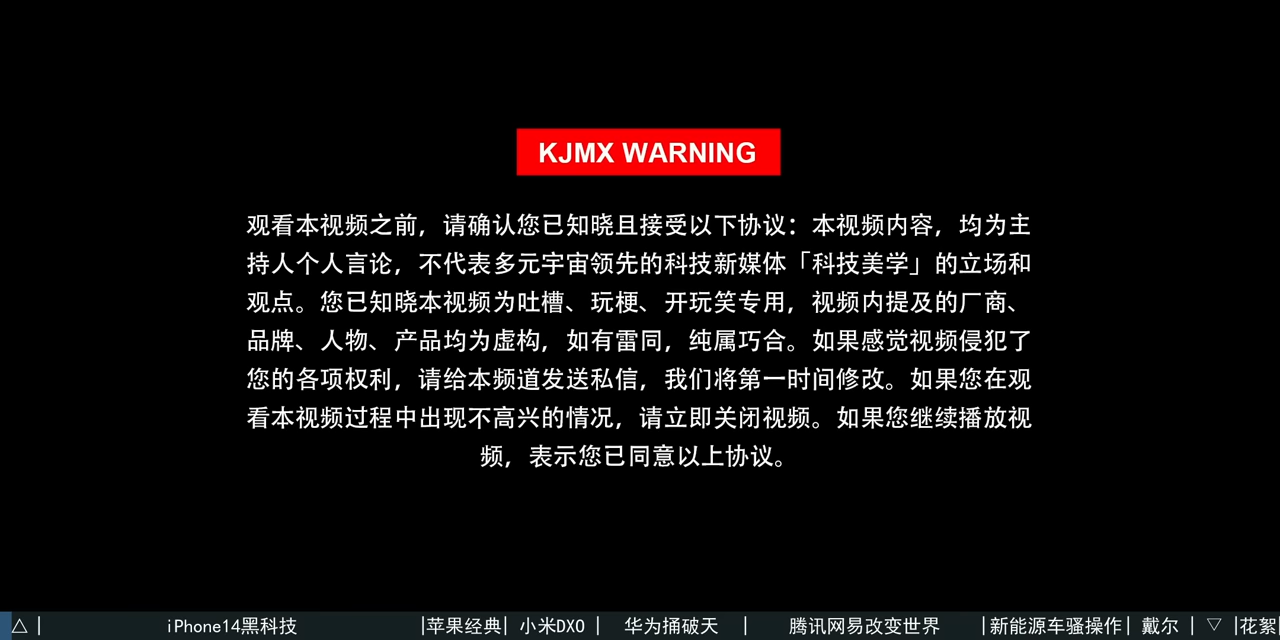 KJMX WARNING
观看本视频之前，请确认您已知晓且接受以下协议：本视频内容，均为主
持人个人言论，不代表多元宇宙领先的科技新媒体「科技美学」的立场和
观点。您已知晓本视频为吐槽、玩梗、开玩笑专用，视频内提及的厂商、
品牌、人物、产品均为虚构，如有雷同，纯属巧合。如果感觉视频侵犯了
您的各项权利，请给本频道发送私信，我们将第一时间修改。如果您在观
看本视频过程中出现不高兴的情况，请立即关闭视频。如果您继续播放视
频，表示您已同意以上协议。
△ | iPhone14黑科技 |苹果经典| 小米DXO | 华为捅破天 | 腾讯网易改变世界 |新能源车骚操作| 戴尔 | ▽ |花絮